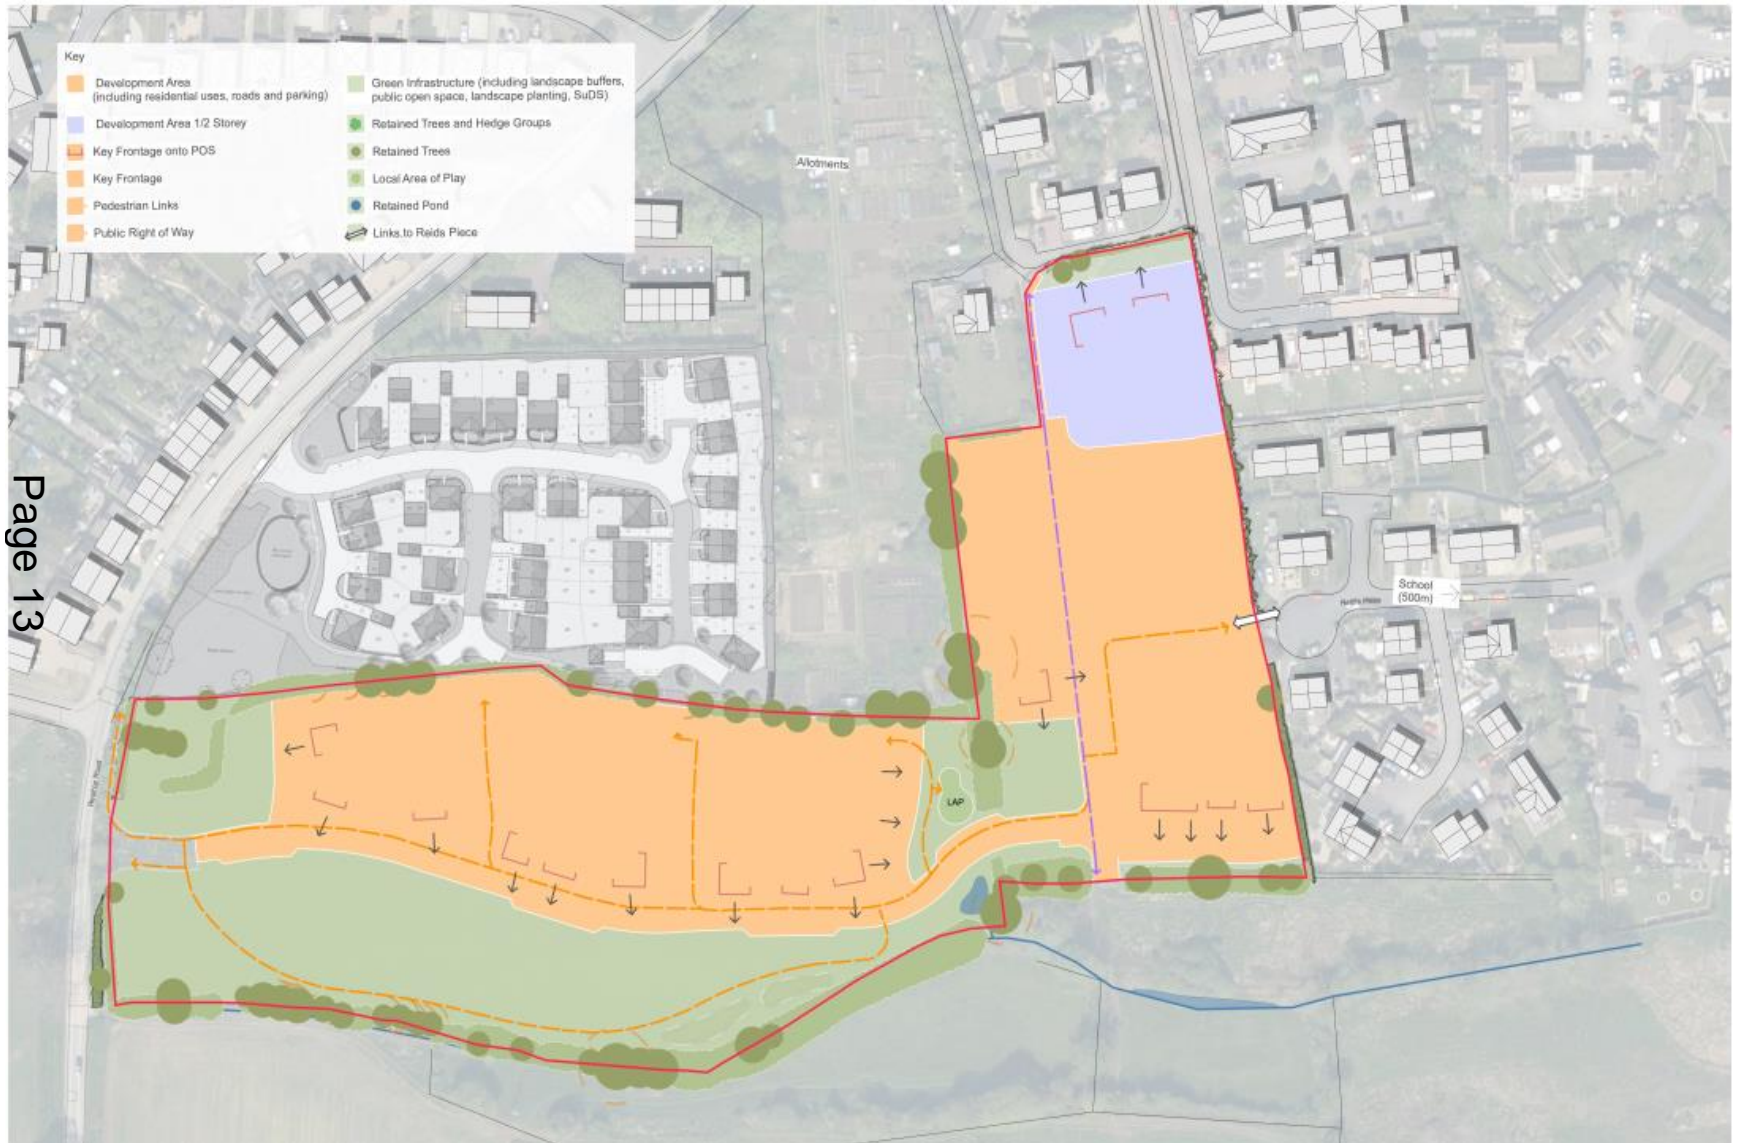 Key
Development Area
(including residential uses, roads and parking)
Development Area 1/2 Storey
Key Frontage onto POS
Key Frontage
Pedestrian Links
Public Right of Way
Green Infrastructure (including landscape buffers,
public open space, landscape planting, SuDS)
Retained Trees and Hedge Groups
Retained Trees
Local Area of Play
Retained Pond
Links to Reids Piece
Allotments
School
(500m)
LAP
Page 13